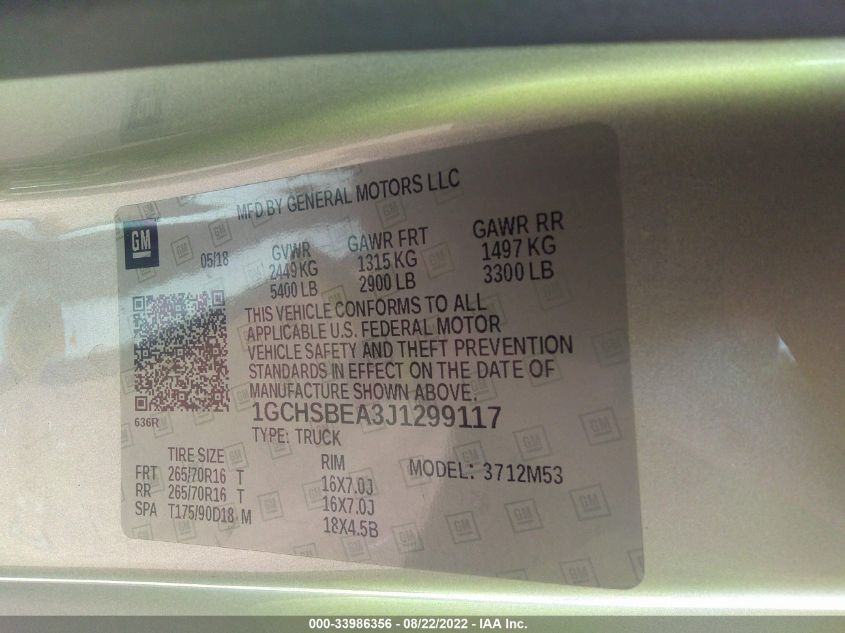 MFD BY GENERAL MOTORS LLC
GM
05/18
GVWR GAWR FRT GAWR RR
2449 KG 1315 KG 1497 KG
5400 LB 2900 LB 3300 LB
THIS VEHICLE CONFORMS TO ALL
APPLICABLE U.S. FEDERAL MOTOR
VEHICLE SAFETY AND THEFT PREVENTION
STANDARDS IN EFFECT ON THE DATE OF
MANUFACTURE SHOWN ABOVE.
636R
1GCHSBEA3J1299117
TYPE: TRUCK
TIRE SIZE RIM MODEL: 3712M53
FRT 265/70R16 T 16X7.0J
RR 265/70R16 T 16X7.0J
SPA T175/90D18 M 18X4.5B
000-33986356 / 08/22/2022 - IAA Inc.